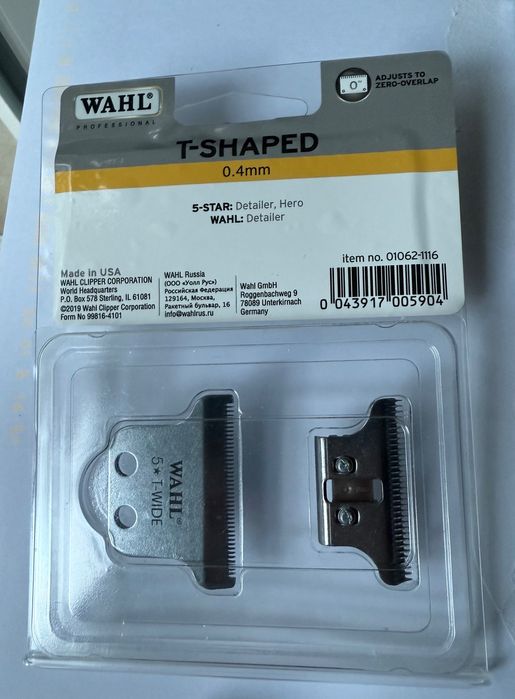 WAHL®
PROFESSIONAL
0"
ADJUSTS TO
ZERO-OVERLAP
T-SHAPED
0.4mm
5-STAR: Detailer, Hero
WAHL: Detailer
item no. 01062-1116
Made in USA
WAHL CLIPPER CORPORATION
World Headquarters
P.O. Box 578 Sterling, IL 61081
©2019 Wahl Clipper Corporation
Form No 99816-4101
WAHL Russia
(ООО «Уолл Рус»)
Российская Федерация
129164, Москва,
Ракетный бульвар, 16
info@wahlrus.ru
Wahl GmbH
Roggenbachweg 9
78089 Unterkirnach
Germany
0 043917 005904
WAHL®
5★T-WIDE